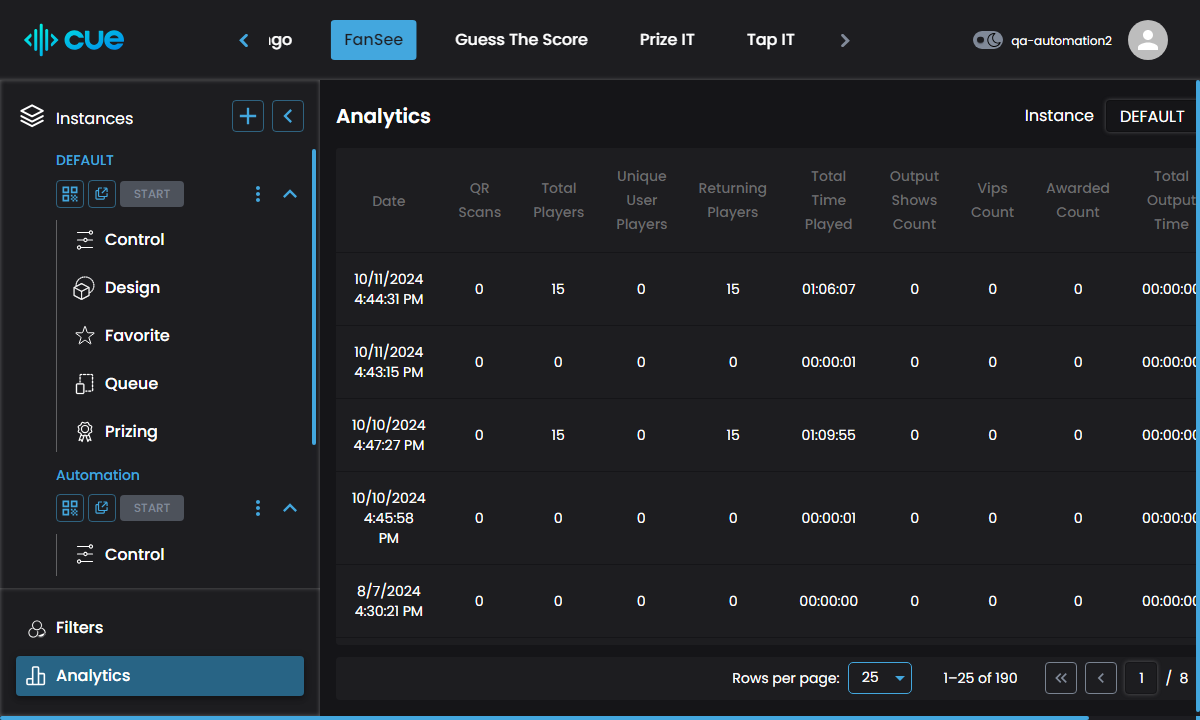 cue
ngo
FanSee
Guess The Score
Prize IT
Tap IT
qa-automation2
Instances
DEFAULT
START
Control
Design
Favorite
Queue
Prizing
Automation
START
Control
Filters
Analytics
Analytics
Instance
DEFAULT
Date
QR Scans
Total Players
Unique User Players
Returning Players
Total Time Played
Output Shows Count
Vips Count
Awarded Count
Total Output Time
10/11/2024 4:44:31 PM 0 15 0 15 01:06:07 0 0 0 00:00:00
10/11/2024 4:43:15 PM 0 0 0 0 00:00:01 0 0 0 00:00:00
10/10/2024 4:47:27 PM 0 15 0 15 01:09:55 0 0 0 00:00:00
10/10/2024 4:45:58 PM 0 0 0 0 00:00:01 0 0 0 00:00:00
8/7/2024 4:30:21 PM 0 0 0 0 00:00:00 0 0 0 00:00:00
Rows per page: 25 1–25 of 190 1 / 8